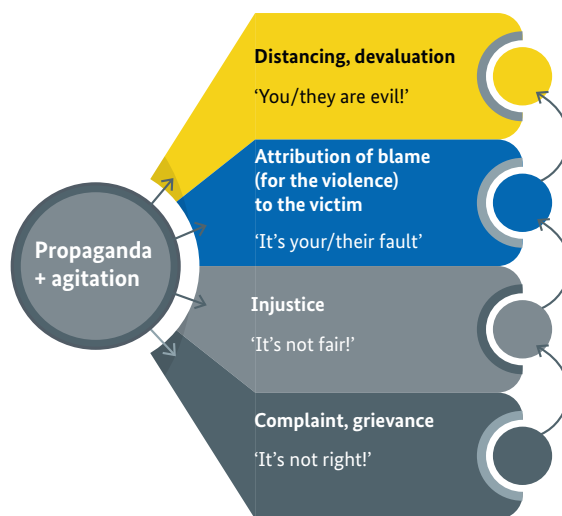 Propaganda
+ agitation
Distancing, devaluation
‘You/they are evil!’
Attribution of blame
(for the violence)
to the victim
‘It’s your/their fault’
Injustice
‘It’s not fair!’
Complaint, grievance
‘It’s not right!’